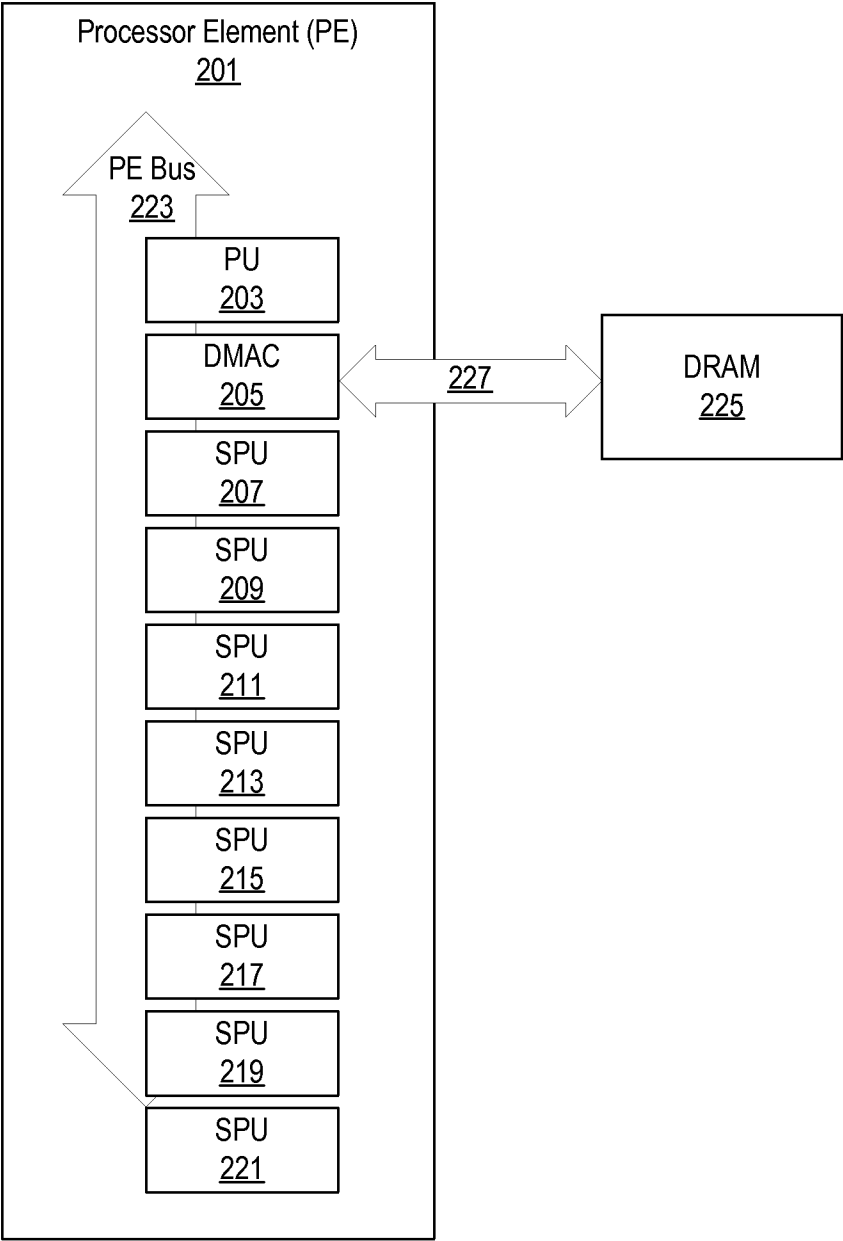 Processor Element (PE)
201
PE Bus
223
PU
203
DMAC
205
227
DRAM
225
SPU
207
SPU
209
SPU
211
SPU
213
SPU
215
SPU
217
SPU
219
SPU
221